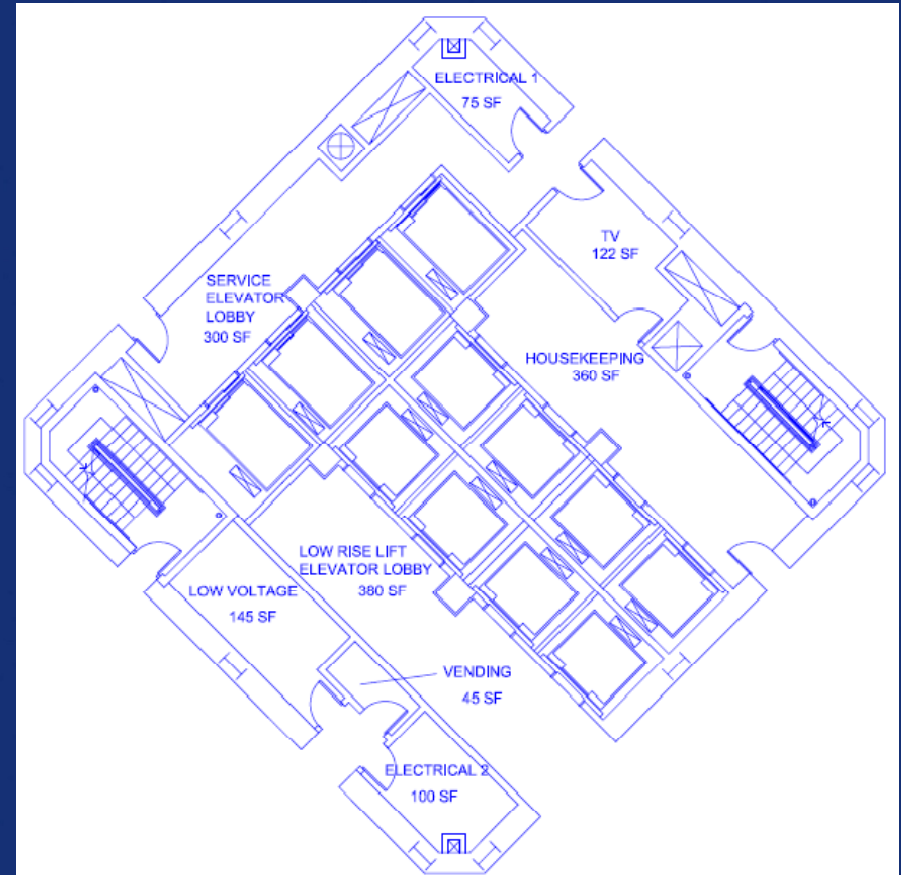 ELECTRICAL 1
75 SF
TV
122 SF
SERVICE
ELEVATOR
LOBBY
300 SF
HOUSEKEEPING
360 SF
LOW RISE LIFT
ELEVATOR LOBBY
380 SF
LOW VOLTAGE
145 SF
VENDING
45 SF
ELECTRICAL 2
100 SF